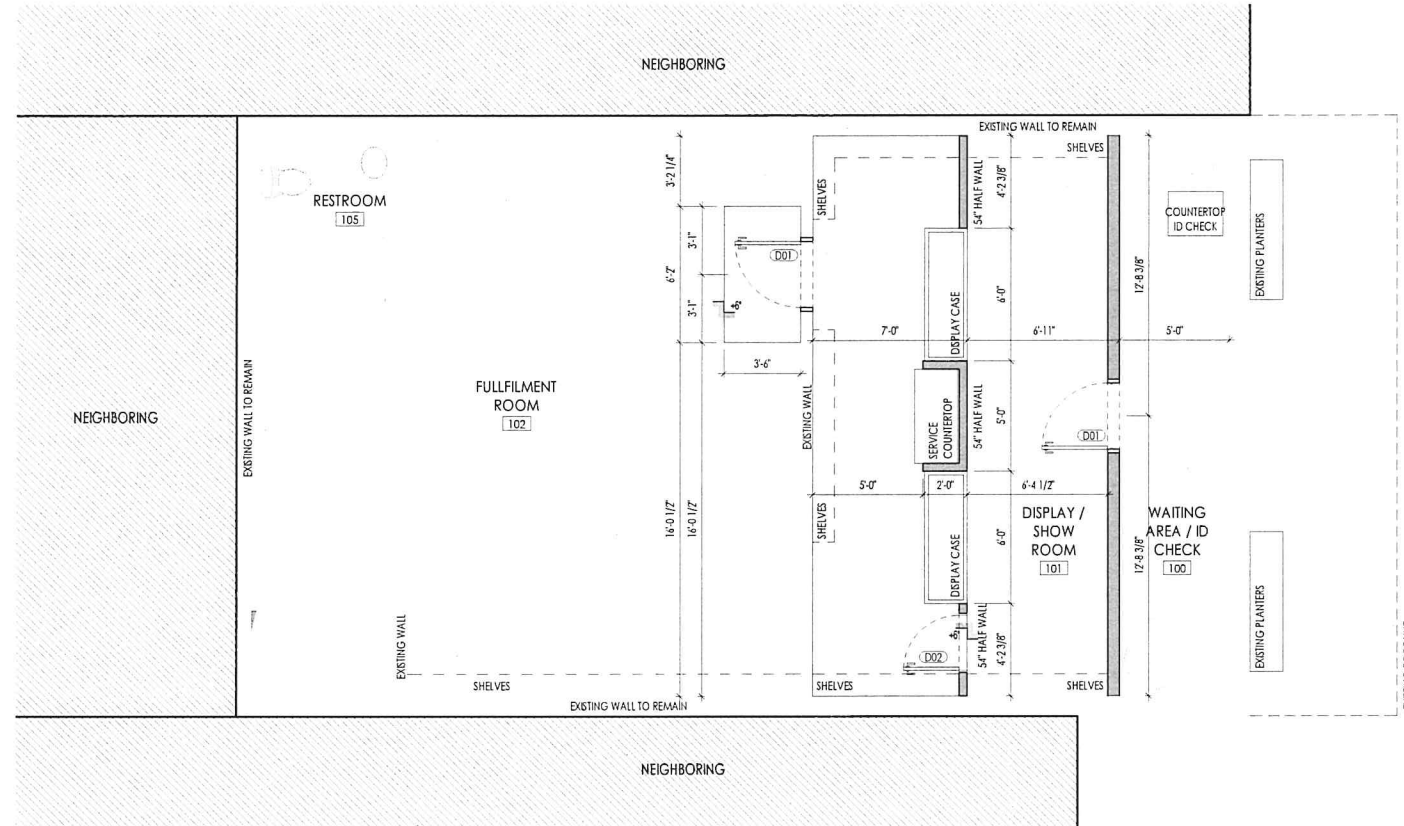 NEIGHBORING
EXISTING WALL TO REMAIN
SHELVES
3'-2 1/4"
SHELVES
54" HALF WALL
4'-2 3/8"
RESTROOM
105
COUNTERTOP
ID CHECK
EXISTING PLANTERS
3'-1"
D01
6'-2"
12'-8 3/8"
6'-0"
3'-1"
DISPLAY CASE
7'-0"
6'-11"
5'-0"
3'-6"
FULLFILMENT
ROOM
102
NEIGHBORING
EXISTING WALL TO REMAIN
EXISTING WALL
SERVICE
COUNTERTOP
54" HALF WALL
5'-0"
D01
5'-0"
2'-0"
6'-4 1/2"
16'-0 1/2"
16'-0 1/2"
SHELVES
DISPLAY /
SHOW
ROOM
101
WAITING
AREA / ID
CHECK
100
6'-0"
12'-8 3/8"
DISPLAY CASE
EXISTING PLANTERS
EXISTING WALL
54" HALF WALL
4'-2 3/8"
D02
SHELVES
SHELVES
SHELVES
EXISTING WALL TO REMAIN
NEIGHBORING